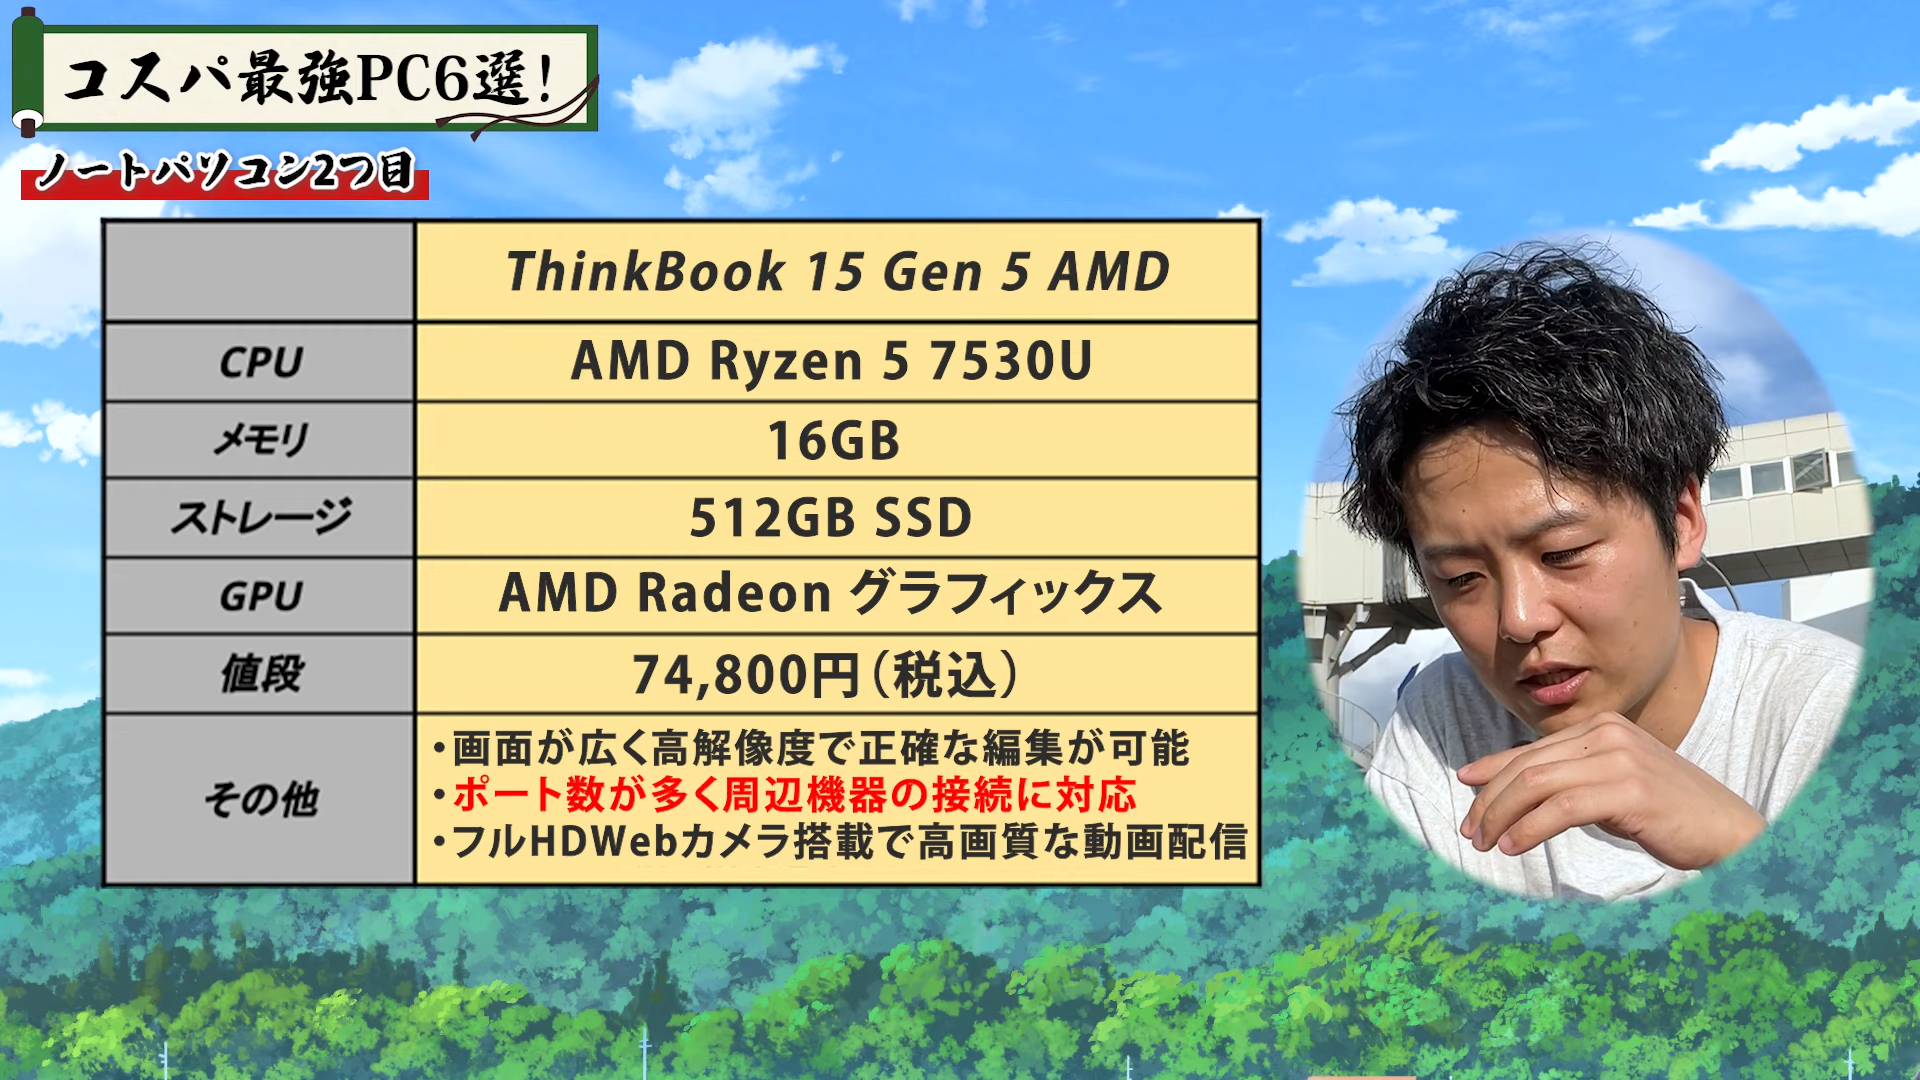 コスパ最強PC6選!
ノートパソコン2つ目
ThinkBook 15 Gen 5 AMD
CPU
AMD Ryzen 5 7530U
メモリ
16GB
ストレージ
512GB SSD
GPU
AMD Radeon グラフィックス
値段
74,800円(税込)
その他
・画面が広く高解像度で正確な編集が可能
・ポート数が多く周辺機器の接続に対応
・フルHDWebカメラ搭載で高画質な動画配信